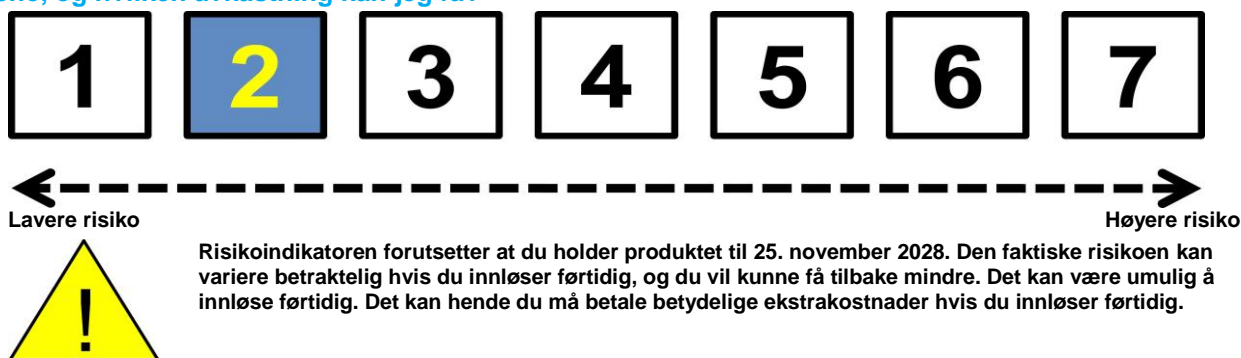 1 2 3 4 5 6 7
Lavere risiko Høyere risiko
Risikoindikatoren forutsetter at du holder produktet til 25. november 2028. Den faktiske risikoen kan
variere betraktelig hvis du innløser førtidig, og du vil kunne få tilbake mindre. Det kan være umulig å
innløse førtidig. Det kan hende du må betale betydelige ekstrakostnader hvis du innløser førtidig.
!